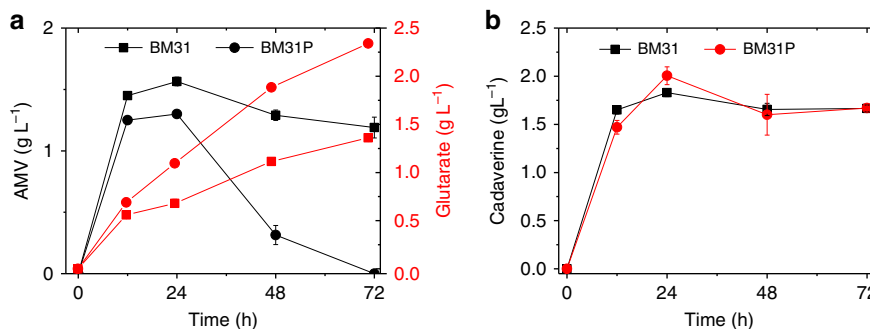 a
BM31 BM31P
AMV (g L⁻¹)
2
1
0
Glutarate (g L⁻¹)
2.5
2.0
1.5
1.0
0.5
0.0
0 24 48 72
Time (h)
b
BM31 BM31P
Cadaverine (gL⁻¹)
2.5
2.0
1.5
1.0
0.5
0.0
0 24 48 72
Time (h)